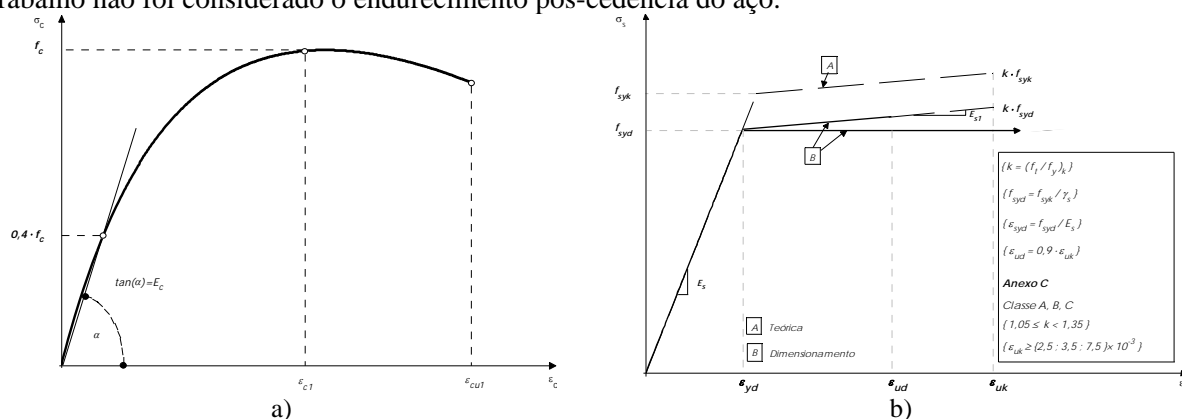 trabalho não foi considerado o endurecimento pós-cedência do aço.
σc
fc
0,4·fc
tan(α)=Ec
α
εc1
εcu1
εc
a)
σs
fsyk
fsyd
A
B
k·fsyk
k·fsyd
Es1
Es
A Teórica
B Dimensionamento
{k = (ft / fy)k}
{fsyd = fsyk / γs}
{εsyd = fsyd / Es}
{εud = 0,9·εuk}
Anexo C
Classe A, B, C
{1,05 ≤ k < 1,35}
{εuk ≥ (2,5 ; 3,5 ; 7,5)×10-3}
εyd
εud
εuk
b)